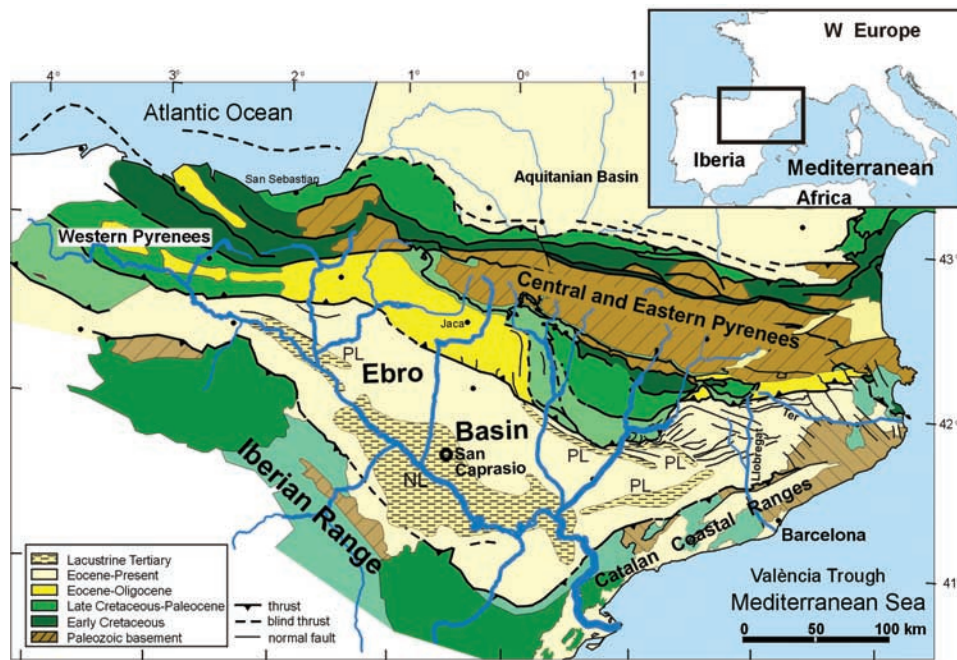 W Europe
Iberia
Mediterranean
Africa
4°
3°
2°
0°
1°
Atlantic Ocean
San Sebastian
Aquitanian Basin
Western Pyrenees
43°
Central and Eastern Pyrenees
Jaca
PL
Ebro
Basin
San
Caprasio
NL
PL
PL
PL
Ter
Llobregat
42°
Iberian Range
Catalan Coastal Ranges
Barcelona
València Trough
Mediterranean Sea
41°
0 50 100 km
Lacustrine Tertiary
Eocene-Present
Eocene-Oligocene
Late Cretaceous-Paleocene
Early Cretaceous
Paleozoic basement
thrust
blind thrust
normal fault